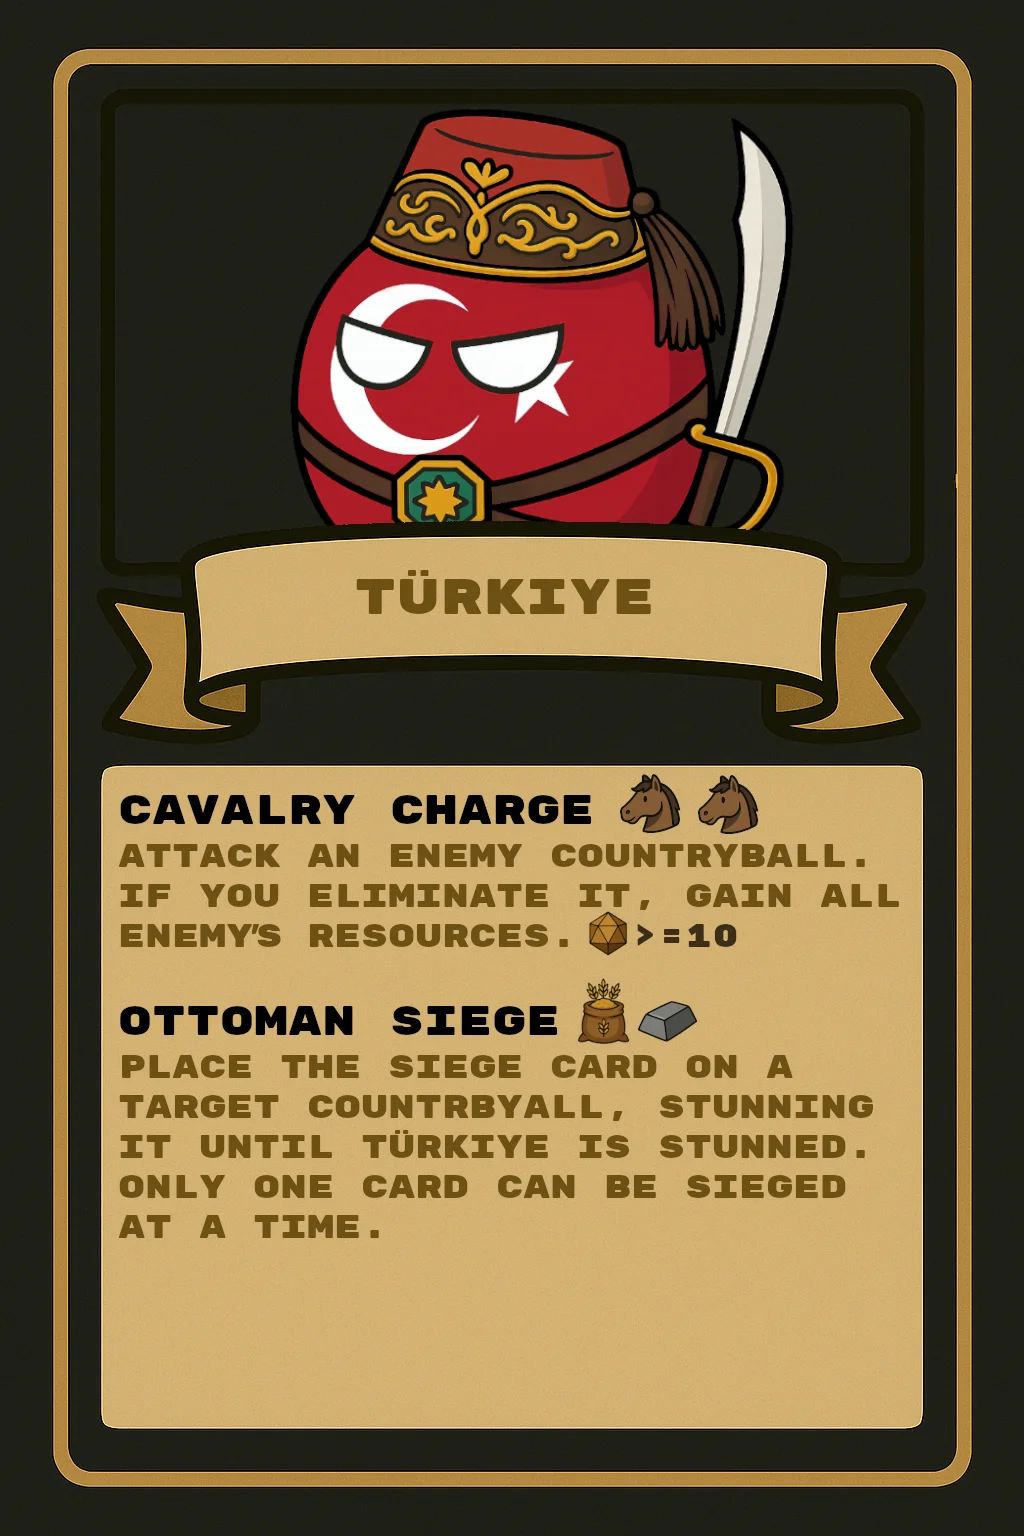 TÜRKIYE
CAVALRY CHARGE
ATTACK AN ENEMY COUNTRYBALL.
IF YOU ELIMINATE IT, GAIN ALL
ENEMY'S RESOURCES. >=10
OTTOMAN SIEGE
PLACE THE SIEGE CARD ON A
TARGET COUNTRBYALL, STUNNING
IT UNTIL TÜRKIYE IS STUNNED.
ONLY ONE CARD CAN BE SIEGED
AT A TIME.